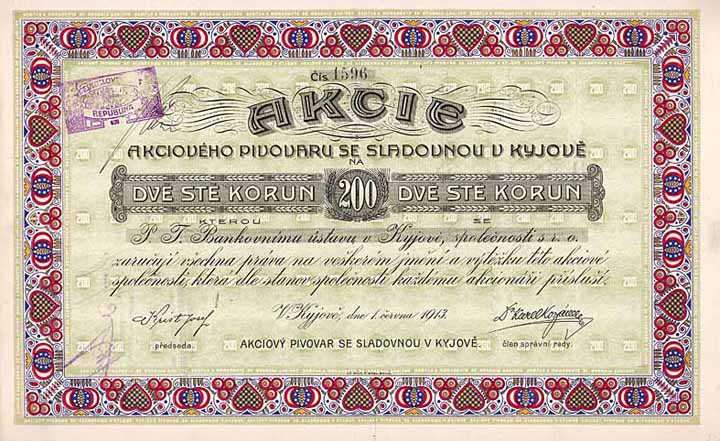 Čís. 1596
AKCIE
AKCIOVÉHO PIVOVARU SE SLADOVNOU V KYJOVĚ
NA
DVĚ STĚ KORUN 200 DVĚ STĚ KORUN
KTEROU SE
P. T. Bankovnímu ústavu v Kyjově, společnosti s r. o.
zaručují všechna práva na veškerém jmění a výtěžku této akciové
společnosti, která dle stanov společnosti každému akcionáři přísluší.
V Kyjově, dne 1. června 1913.
Dr. Karel
předseda. AKCIOVÝ PIVOVAR SE SLADOVNOU V KYJOVĚ. člen správní rady.
REPUBLIKA